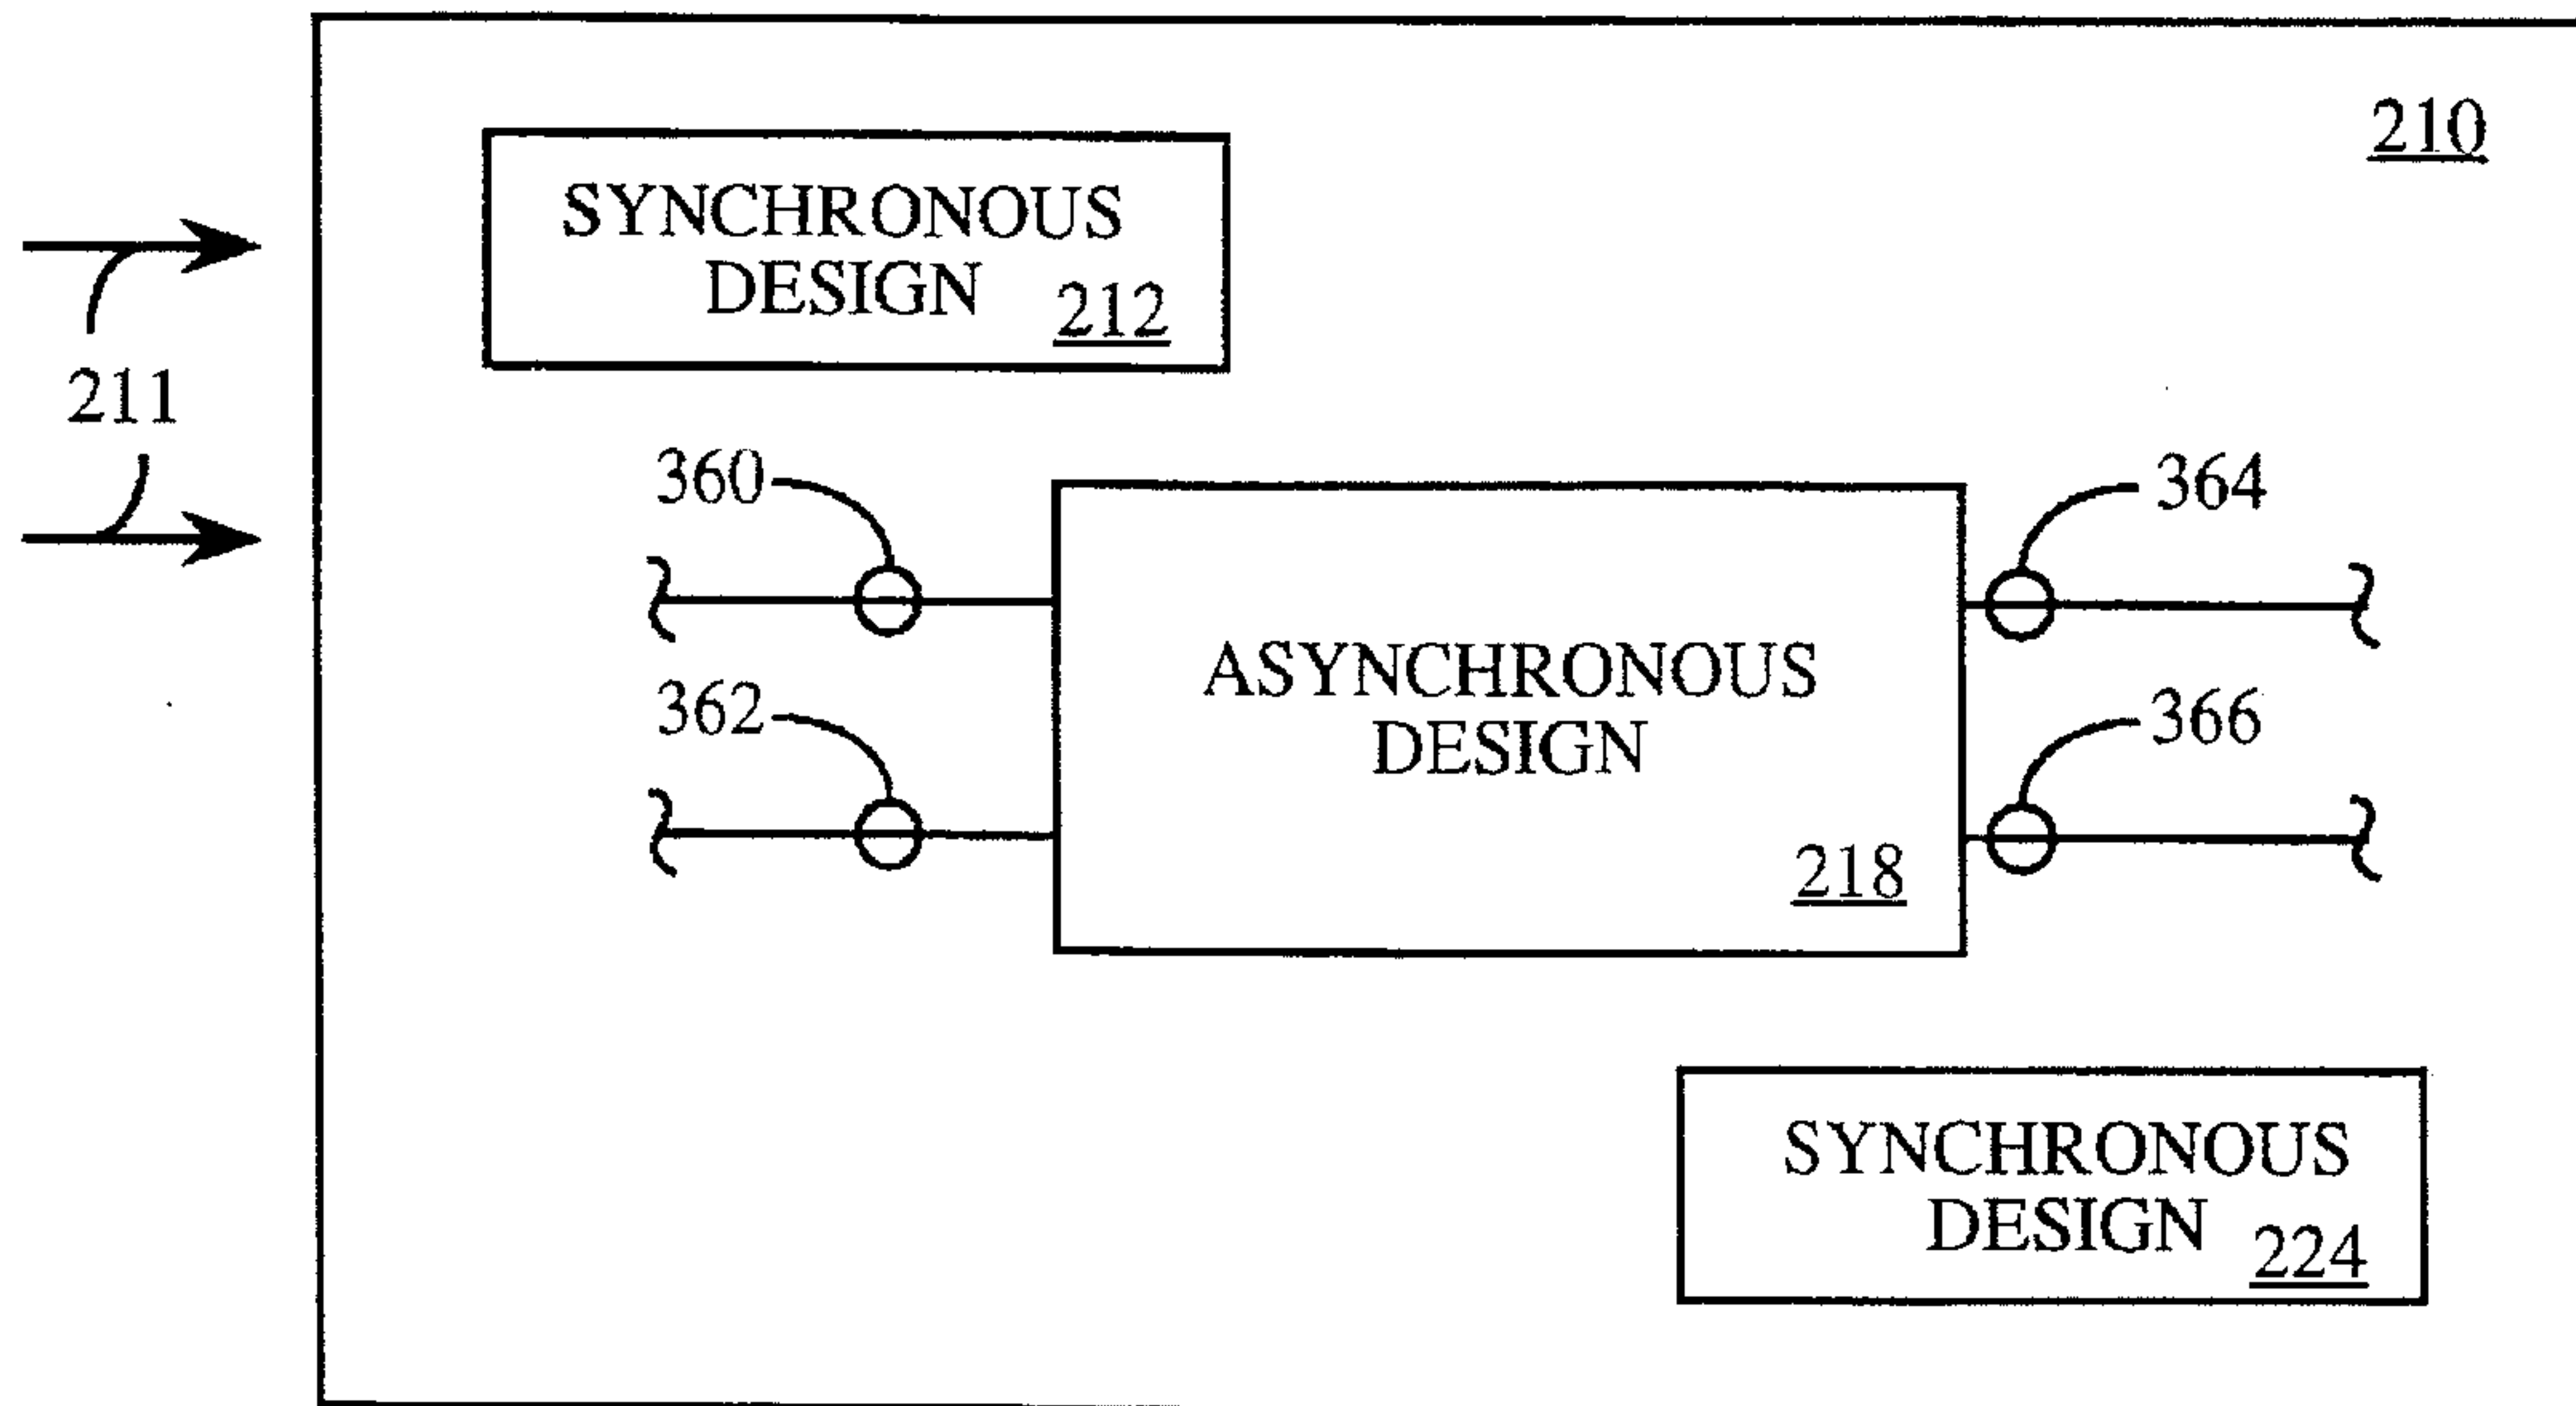 210
SYNCHRONOUS
DESIGN 212
211
360
364
ASYNCHRONOUS
DESIGN
362
366
218
SYNCHRONOUS
DESIGN 224